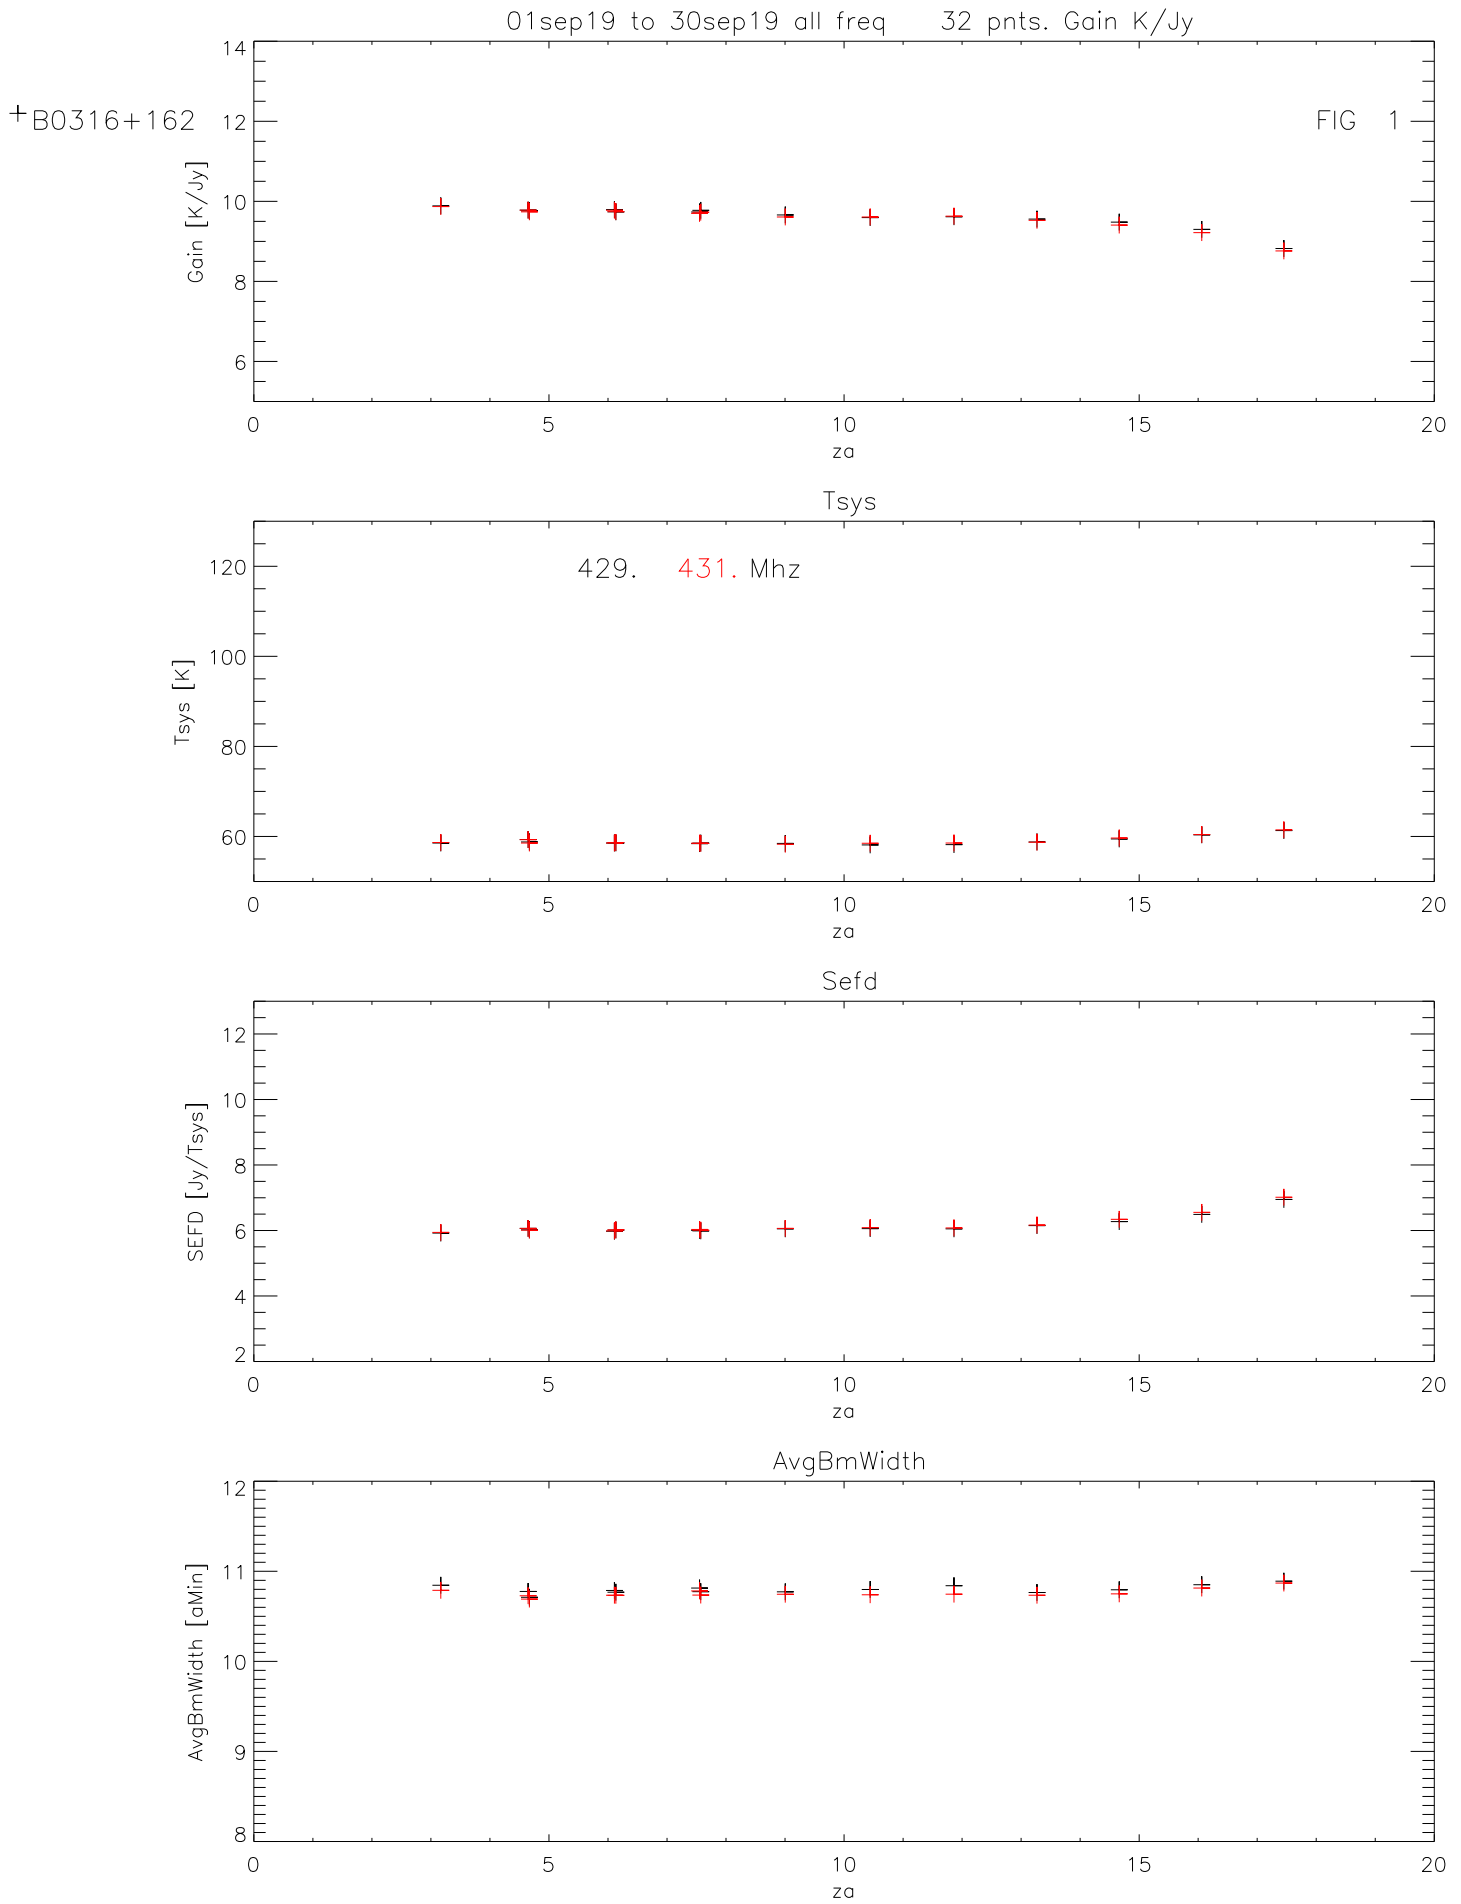 01sep19 to 30sep19 all freq 32 pnts. Gain K/Jy
+B0316+162
FIG 1
Gain [K/Jy]
14
12
10
8
6
0 5 10 15 20
za
Tsys
429. 431. Mhz
Tsys [K]
120
100
80
60
0 5 10 15 20
za
Sefd
SEFD [Jy/Tsys]
12
10
8
6
4
2
0 5 10 15 20
za
AvgBmWidth
AvgBmWidth [aMin]
12
11
10
9
8
0 5 10 15 20
za